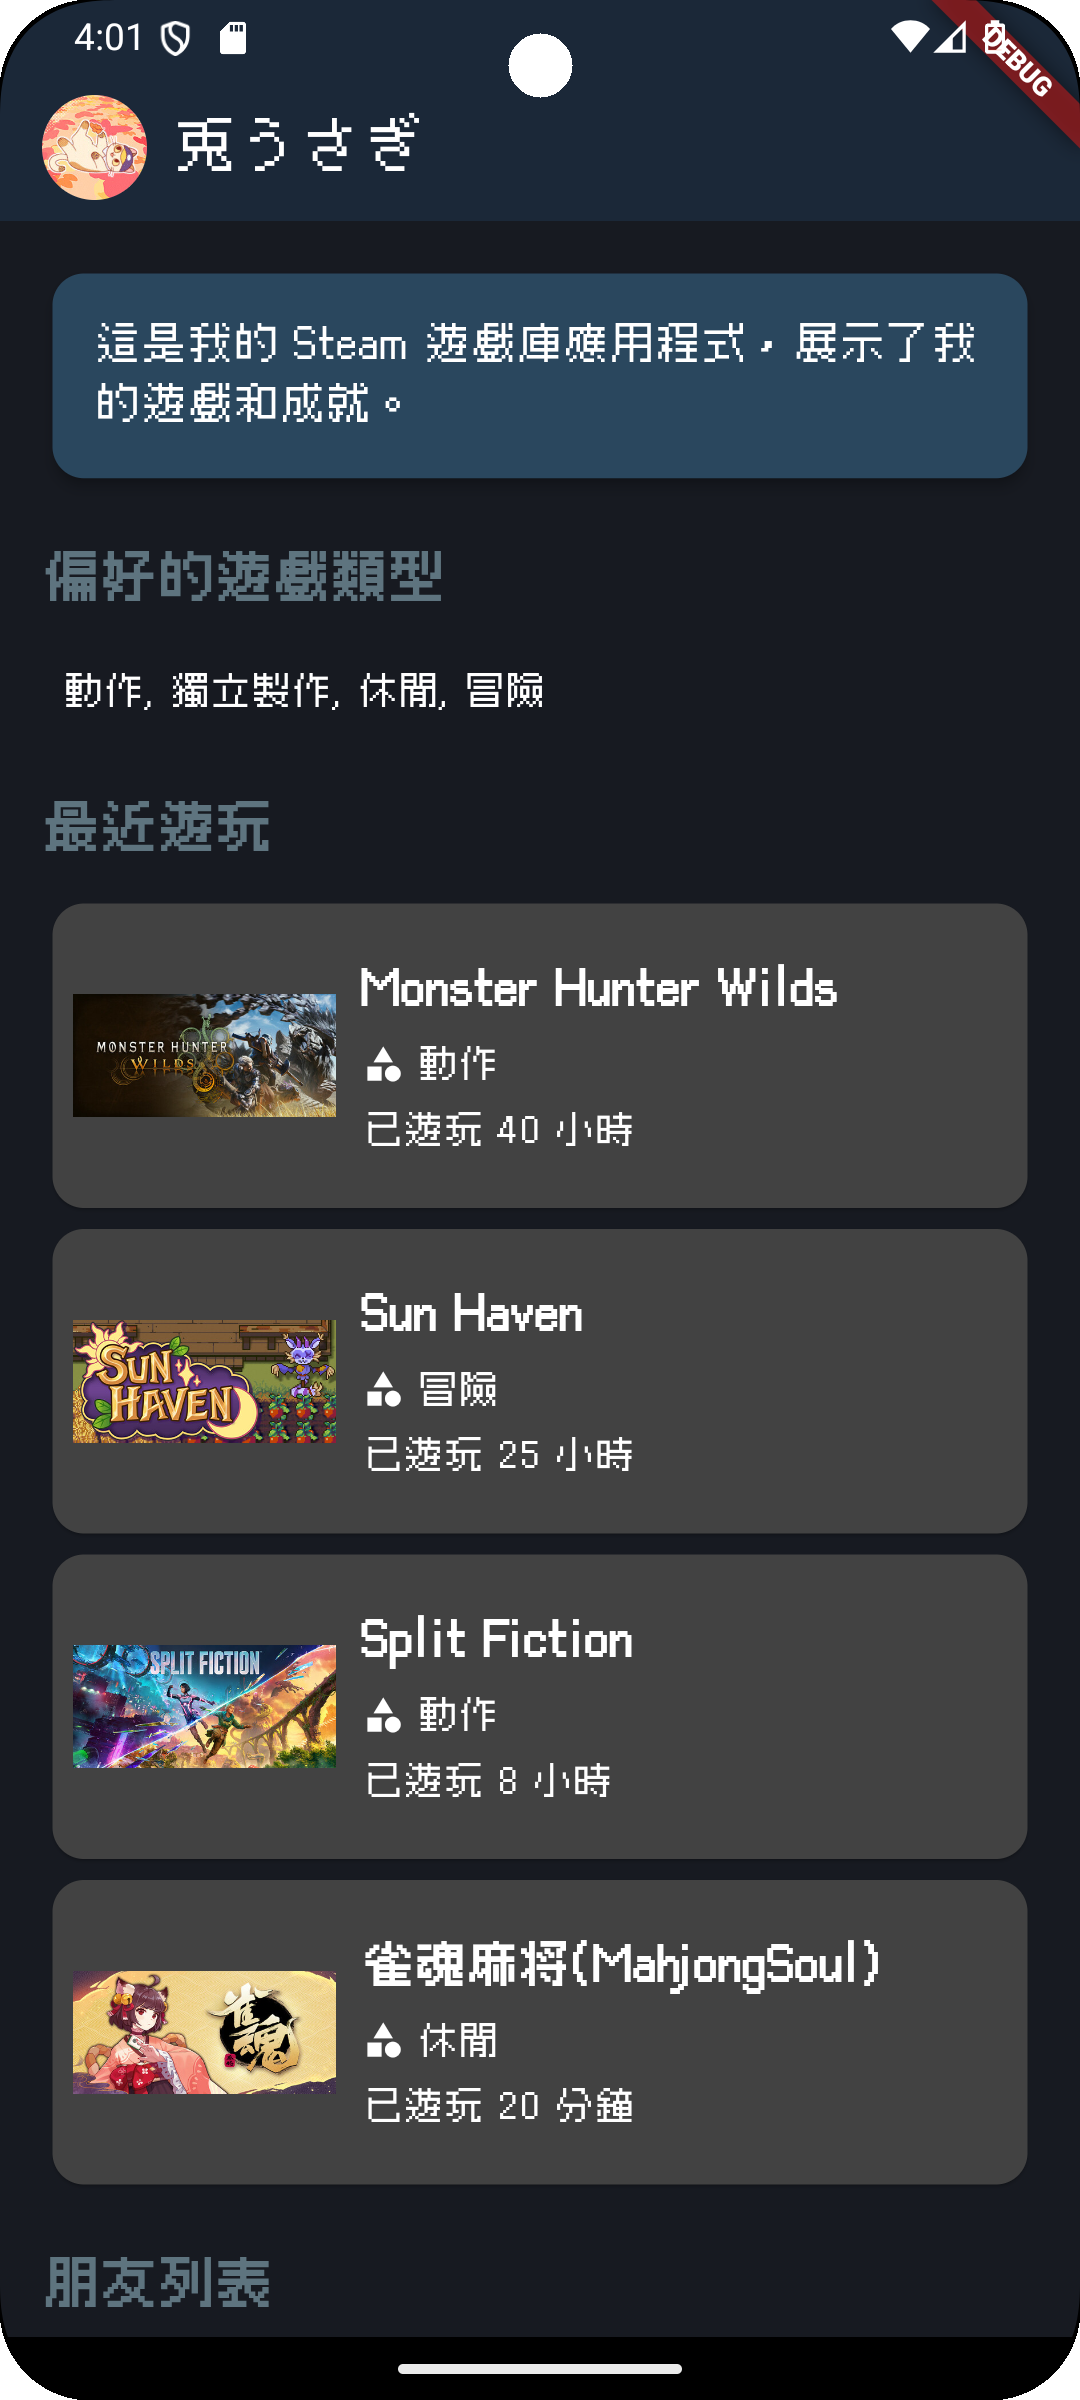 4:01
DEBUG
兎うさぎ
這是我的 Steam 遊戲庫應用程式，展示了我
的遊戲和成就。
偏好的遊戲類型
動作, 獨立製作, 休閒, 冒險
最近遊玩
MONSTER HUNTER
WILDS
Monster Hunter Wilds
動作
已遊玩 40 小時
SUN
HAVEN
Sun Haven
冒險
已遊玩 25 小時
SPLIT FICTION
Split Fiction
動作
已遊玩 8 小時
雀魂
雀魂麻将(MahjongSoul)
休閒
已遊玩 20 分鐘
朋友列表